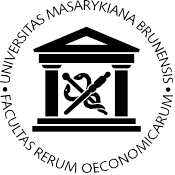 UNIVERSITAS MASARYKIANA BRUNENSIS
• FACULTAS RERUM OECONOMICARUM •